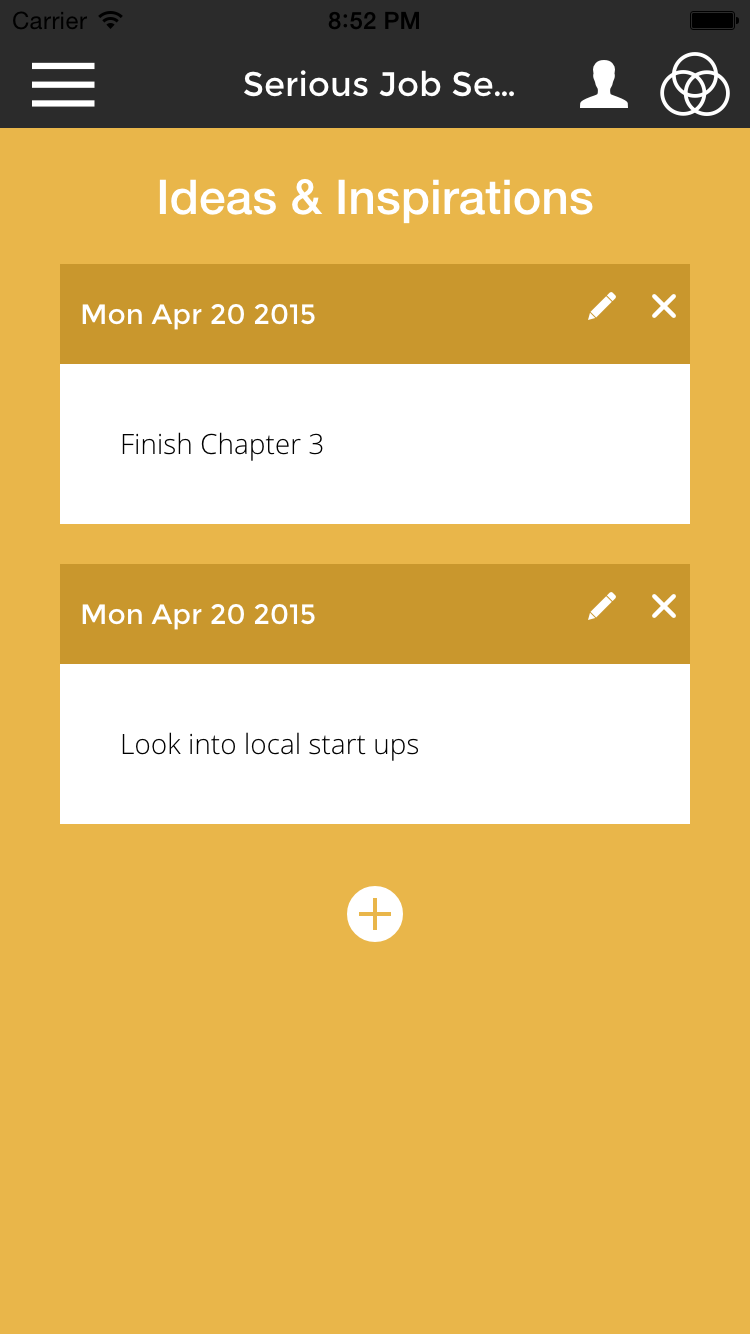 Carrier 8:52 PM
Serious Job Se...
Ideas & Inspirations
Mon Apr 20 2015
Finish Chapter 3
Mon Apr 20 2015
Look into local start ups